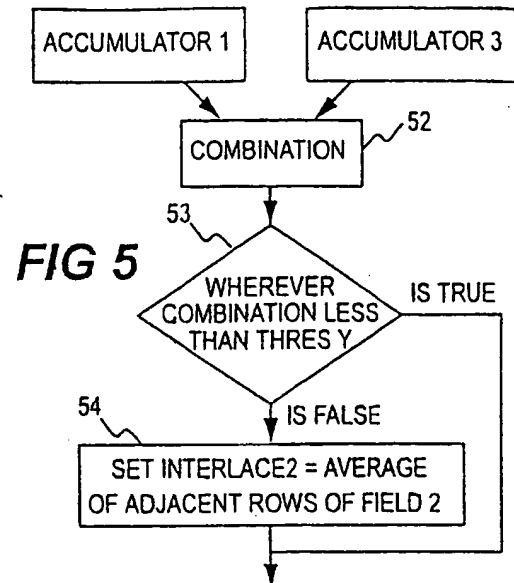 ACCUMULATOR 1
ACCUMULATOR 3
COMBINATION
52
53
FIG 5
WHEREVER
COMBINATION LESS
THAN THRES Y
IS TRUE
IS FALSE
54
SET INTERLACE2 = AVERAGE
OF ADJACENT ROWS OF FIELD 2